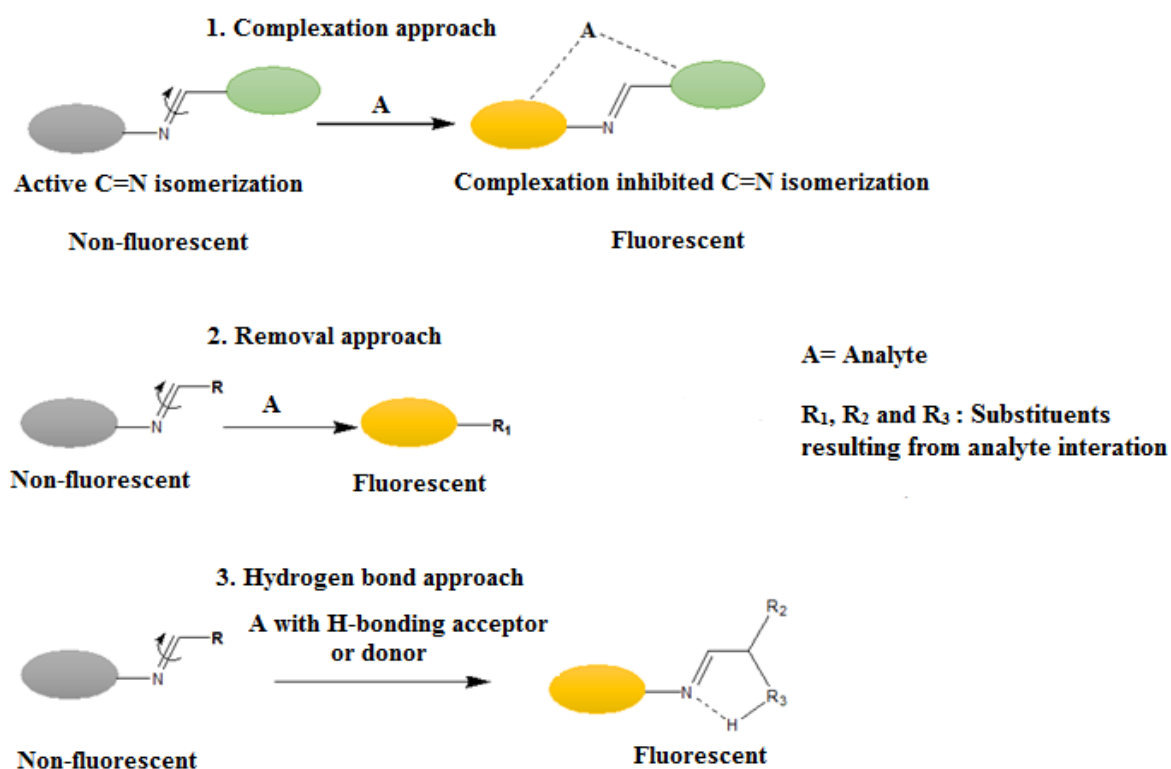 1. Complexation approach
A
N
A
N
Active C=N isomerization
Complexation inhibited C=N isomerization
Non-fluorescent
Fluorescent
2. Removal approach
A= Analyte
R
A
N
R₁
R₁, R₂ and R₃ : Substituents
resulting from analyte interation
Non-fluorescent
Fluorescent
3. Hydrogen bond approach
A with H-bonding acceptor
or donor
R
N
R₂
N
R₃
H
Non-fluorescent
Fluorescent